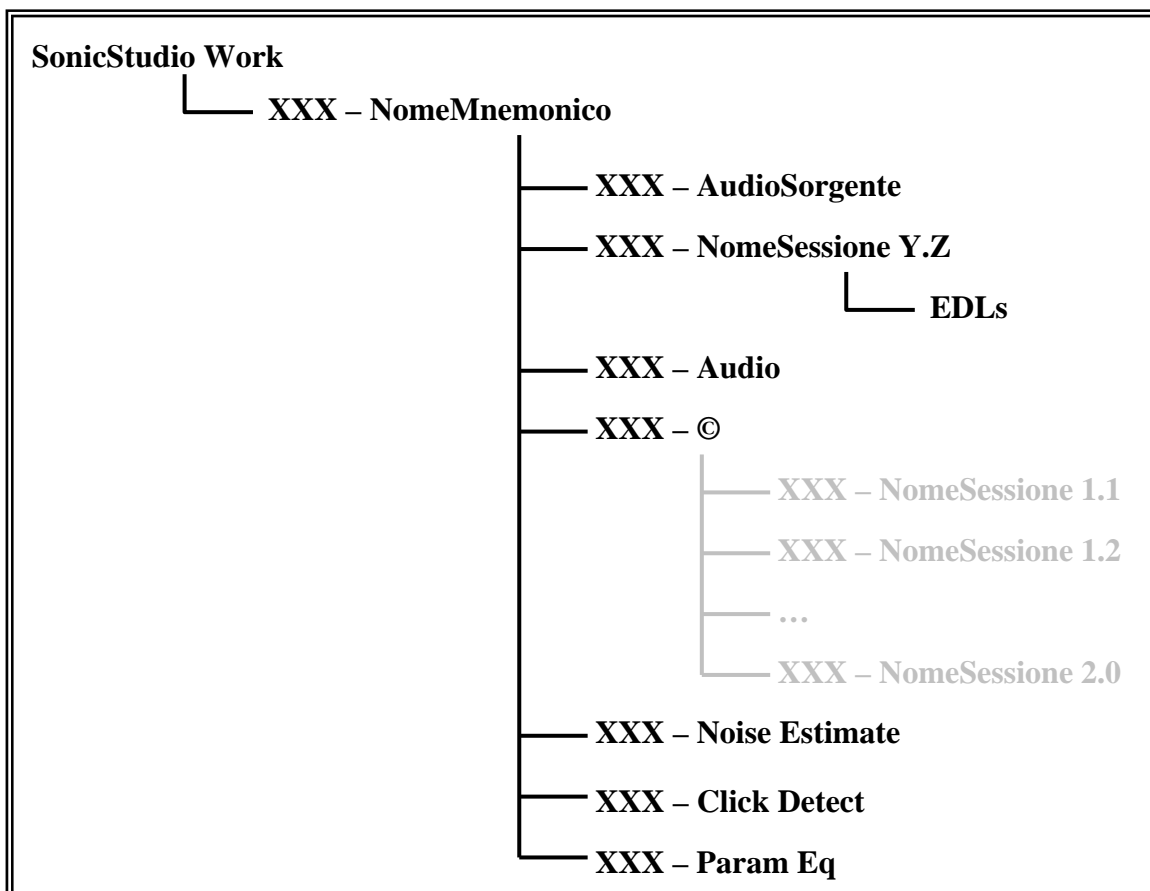 SonicStudio Work
XXX – NomeMnemonico
XXX – AudioSorgente
XXX – NomeSessione Y.Z
EDLs
XXX – Audio
XXX – ©
XXX – NomeSessione 1.1
XXX – NomeSessione 1.2
…
XXX – NomeSessione 2.0
XXX – Noise Estimate
XXX – Click Detect
XXX – Param Eq